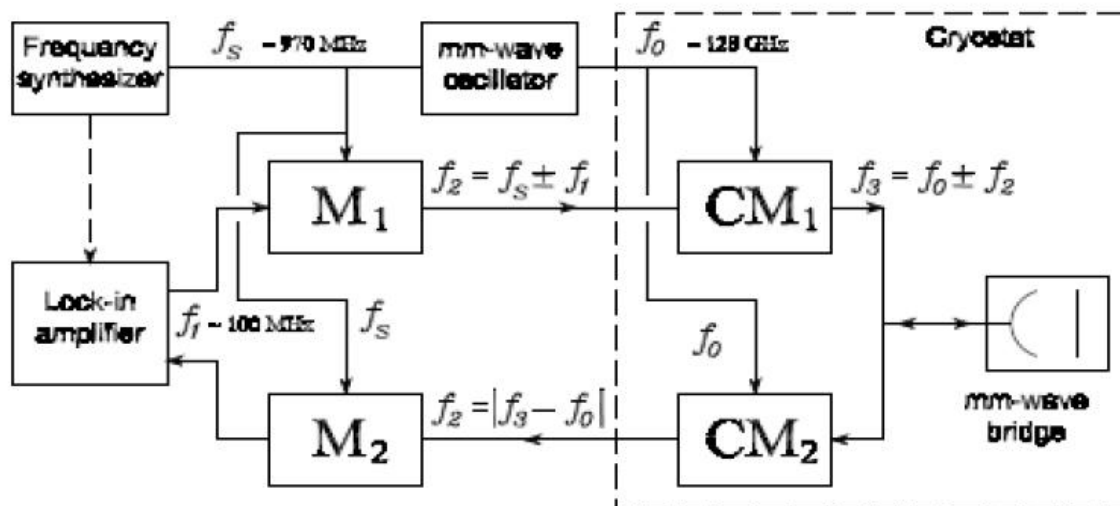 Frequency
synthesizer
f_s ~ 970 MHz
mm-wave
oscillator
f_0 ~ 128 GHz
Cryostat
M_1
f_2 = f_s ± f_1
CM_1
f_3 = f_0 ± f_2
Lock-in
amplifier
f_1 ~ 100 MHz
f_s
f_0
mm-wave
bridge
M_2
f_2 = |f_3 − f_0|
CM_2